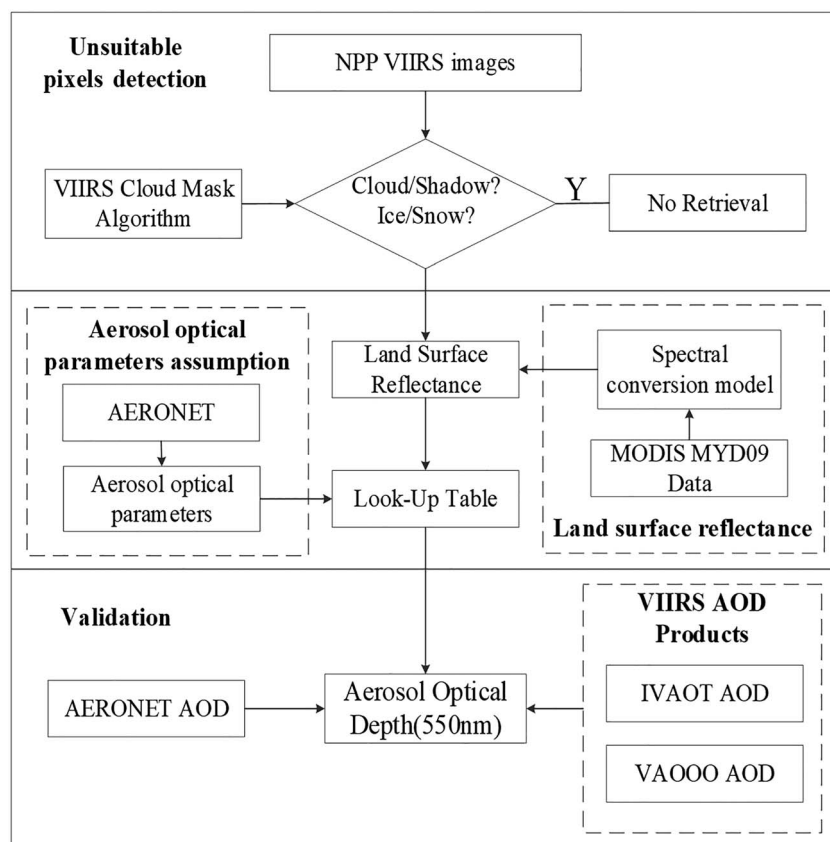 Unsuitable
pixels detection
NPP VIIRS images
VIIRS Cloud Mask
Algorithm
Cloud/Shadow?
Ice/Snow?
Y
No Retrieval
Aerosol optical
parameters assumption
AERONET
Aerosol optical
parameters
Land Surface
Reflectance
Look-Up Table
Spectral
conversion model
MODIS MYD09
Data
Land surface reflectance
Validation
AERONET AOD
Aerosol Optical
Depth(550nm)
VIIRS AOD
Products
IVAOT AOD
VAOOO AOD